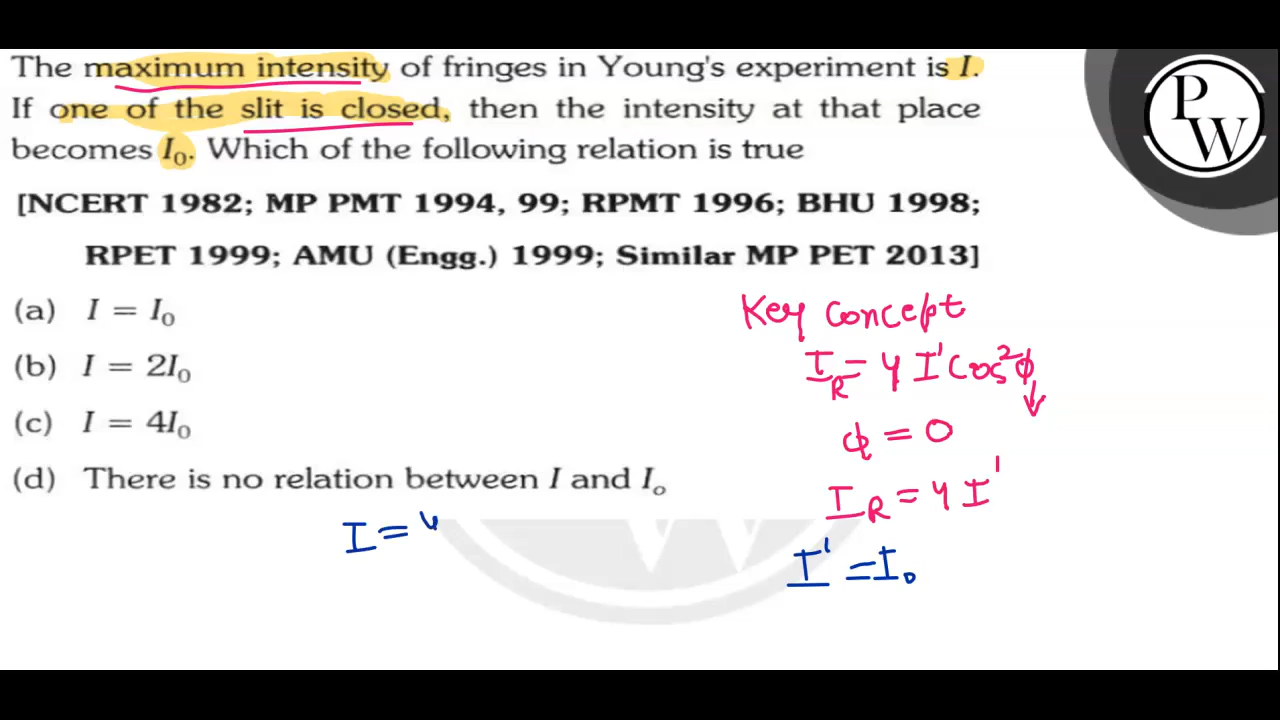 The maximum intensity of fringes in Young's experiment is I.
If one of the slit is closed, then the intensity at that place
becomes I₀. Which of the following relation is true
[NCERT 1982; MP PMT 1994, 99; RPMT 1996; BHU 1998;
RPET 1999; AMU (Engg.) 1999; Similar MP PET 2013]
(a) I = I₀
(b) I = 2I₀
(c) I = 4I₀
(d) There is no relation between I and Iₒ
PW
Key concept
I_R = 4 I' cos²ϕ
ϕ = 0
I_R = 4 I'
I' = I₀
I = 4